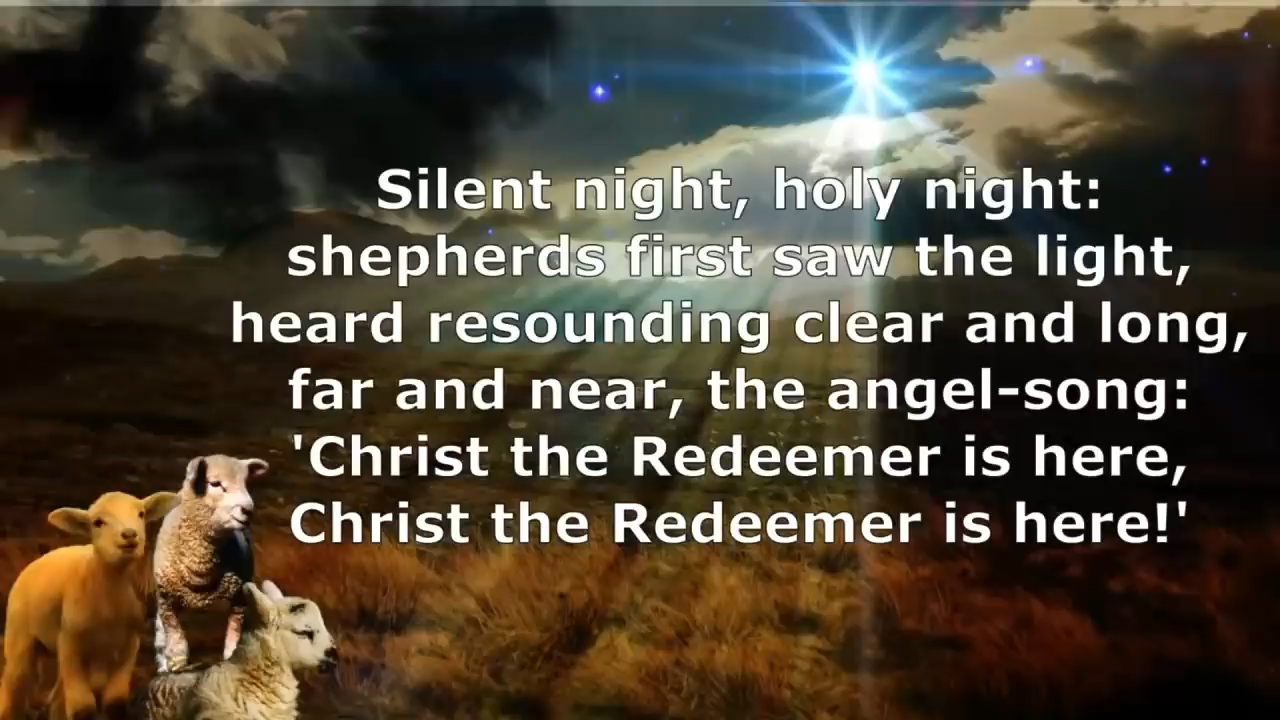 Silent night, holy night:
shepherds first saw the light,
heard resounding clear and long,
far and near, the angel-song:
'Christ the Redeemer is here,
Christ the Redeemer is here!'